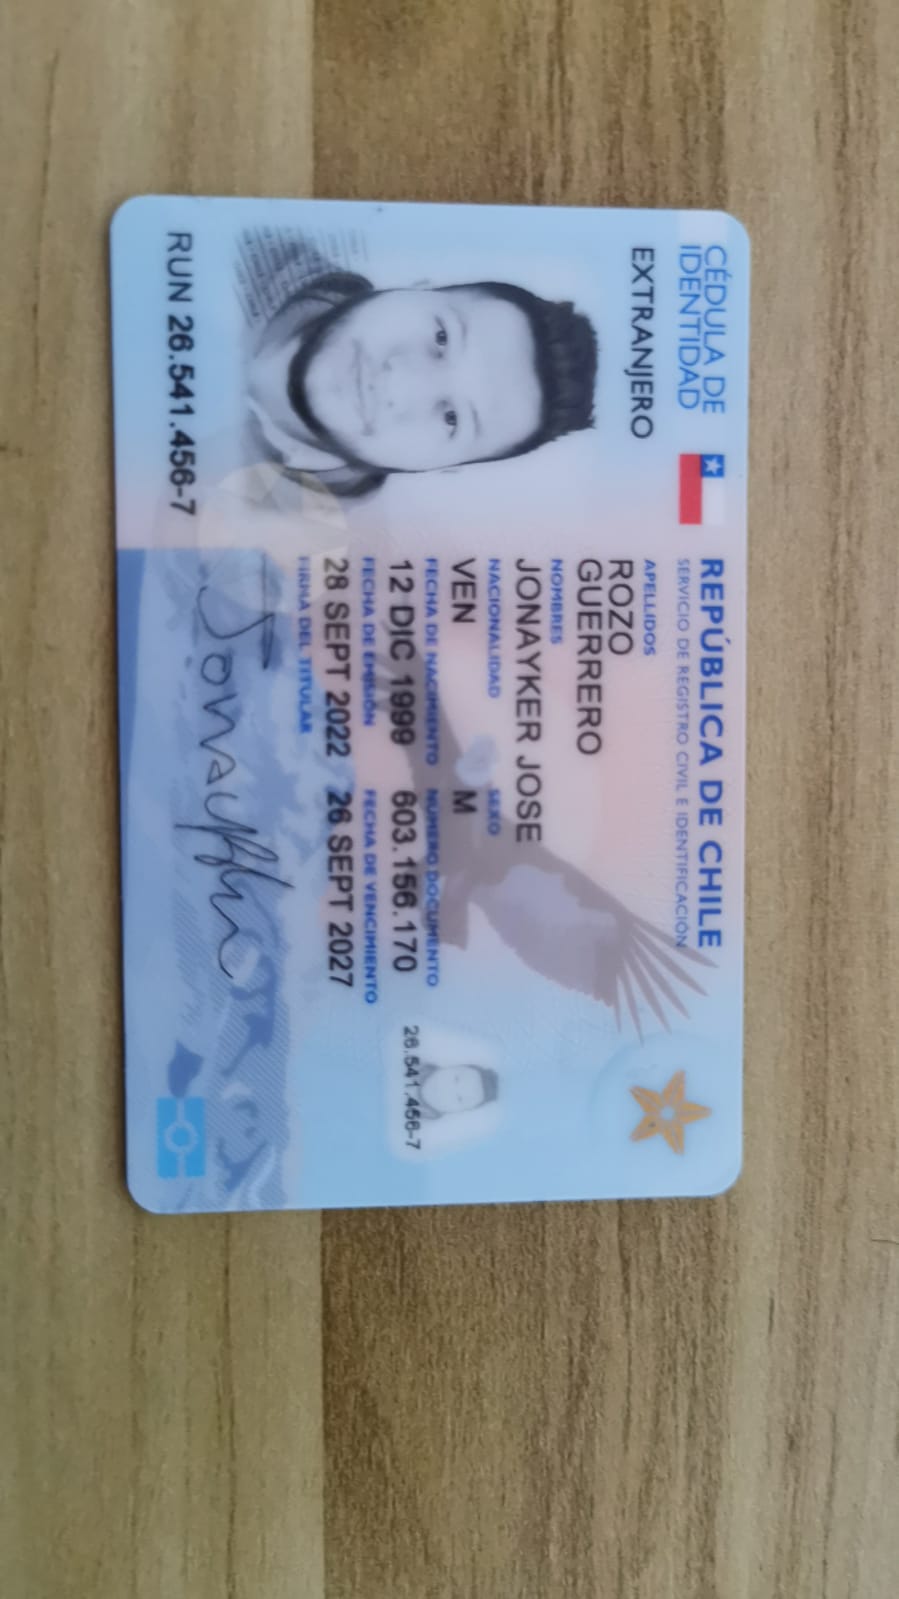 CÉDULA DE
IDENTIDAD
REPÚBLICA DE CHILE
SERVICIO DE REGISTRO CIVIL E IDENTIFICACIÓN
EXTRANJERO
APELLIDOS
ROZO
GUERRERO
NOMBRES
JONAYKER JOSE
NACIONALIDAD SEXO
VEN M
FECHA DE NACIMIENTO NÚMERO DOCUMENTO
12 DIC 1999 603.156.170
FECHA DE EMISIÓN FECHA DE VENCIMIENTO
28 SEPT 2022 26 SEPT 2027
FIRMA DEL TITULAR
26.541.456-7
RUN 26.541.456-7